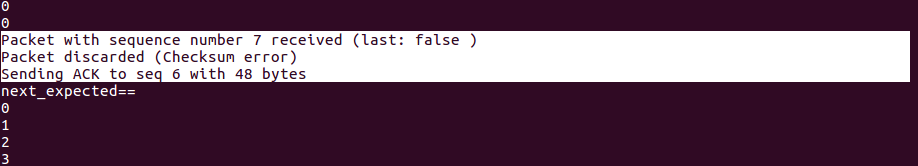 0
0
Packet with sequence number 7 received (last: false )
Packet discarded (Checksum error)
Sending ACK to seq 6 with 48 bytes
next_expected==
0
1
2
3